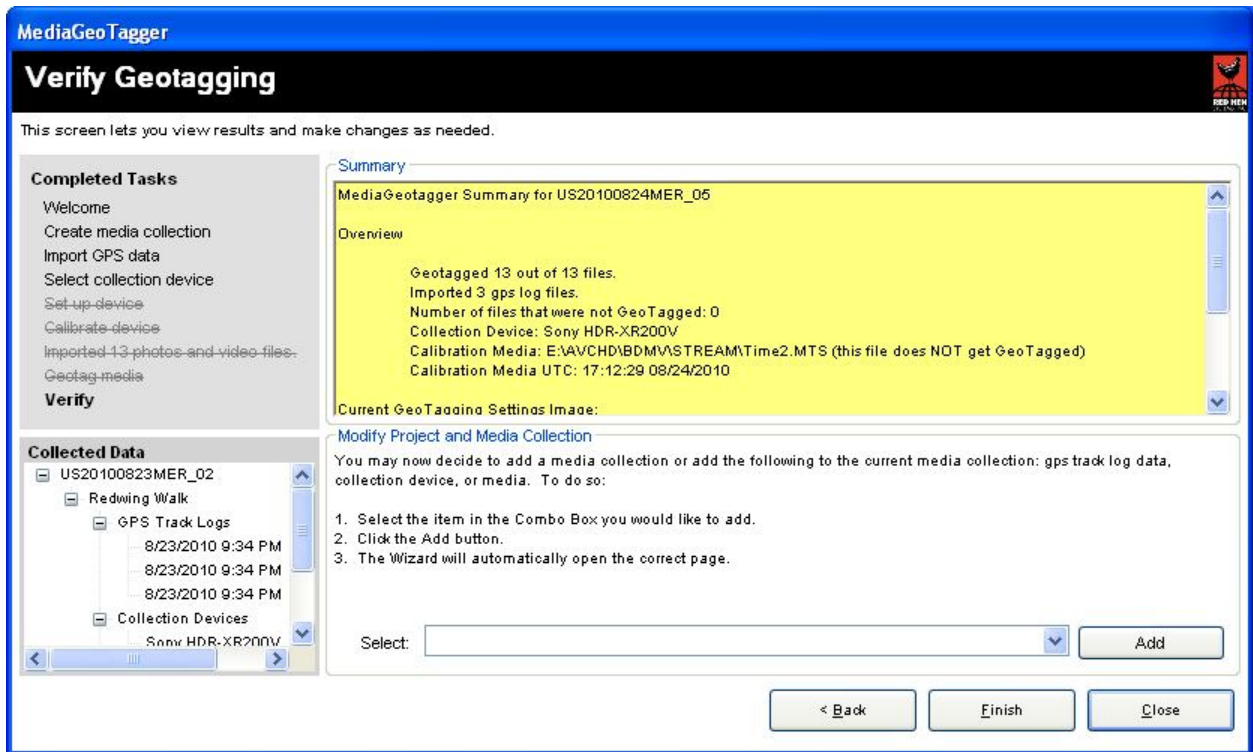 MediaGeoTagger
Verify Geotagging
RED HEN
This screen lets you view results and make changes as needed.
Completed Tasks
Welcome
Create media collection
Import GPS data
Select collection device
Set up device
Calibrate device
Imported 13 photos and video files.
Geotag media
Verify
Collected Data
US20100823MER_02
Redwing Walk
GPS Track Logs
8/23/2010 9:34 PM
8/23/2010 9:34 PM
8/23/2010 9:34 PM
Collection Devices
Sony HDR-XR200V
Summary
MediaGeotagger Summary for US20100824MER_05
Overview
Geotagged 13 out of 13 files.
Imported 3 gps log files.
Number of files that were not GeoTagged: 0
Collection Device: Sony HDR-XR200V
Calibration Media: E:\AVCHD\BDMV\STREAM\Time2.MTS (this file does NOT get GeoTagged)
Calibration Media UTC: 17:12:29 08/24/2010
Current GeoTagging Settings Image:
Modify Project and Media Collection
You may now decide to add a media collection or add the following to the current media collection: gps track log data,
collection device, or media. To do so:
1. Select the item in the Combo Box you would like to add.
2. Click the Add button.
3. The Wizard will automatically open the correct page.
Select:
Add
< Back
Finish
Close